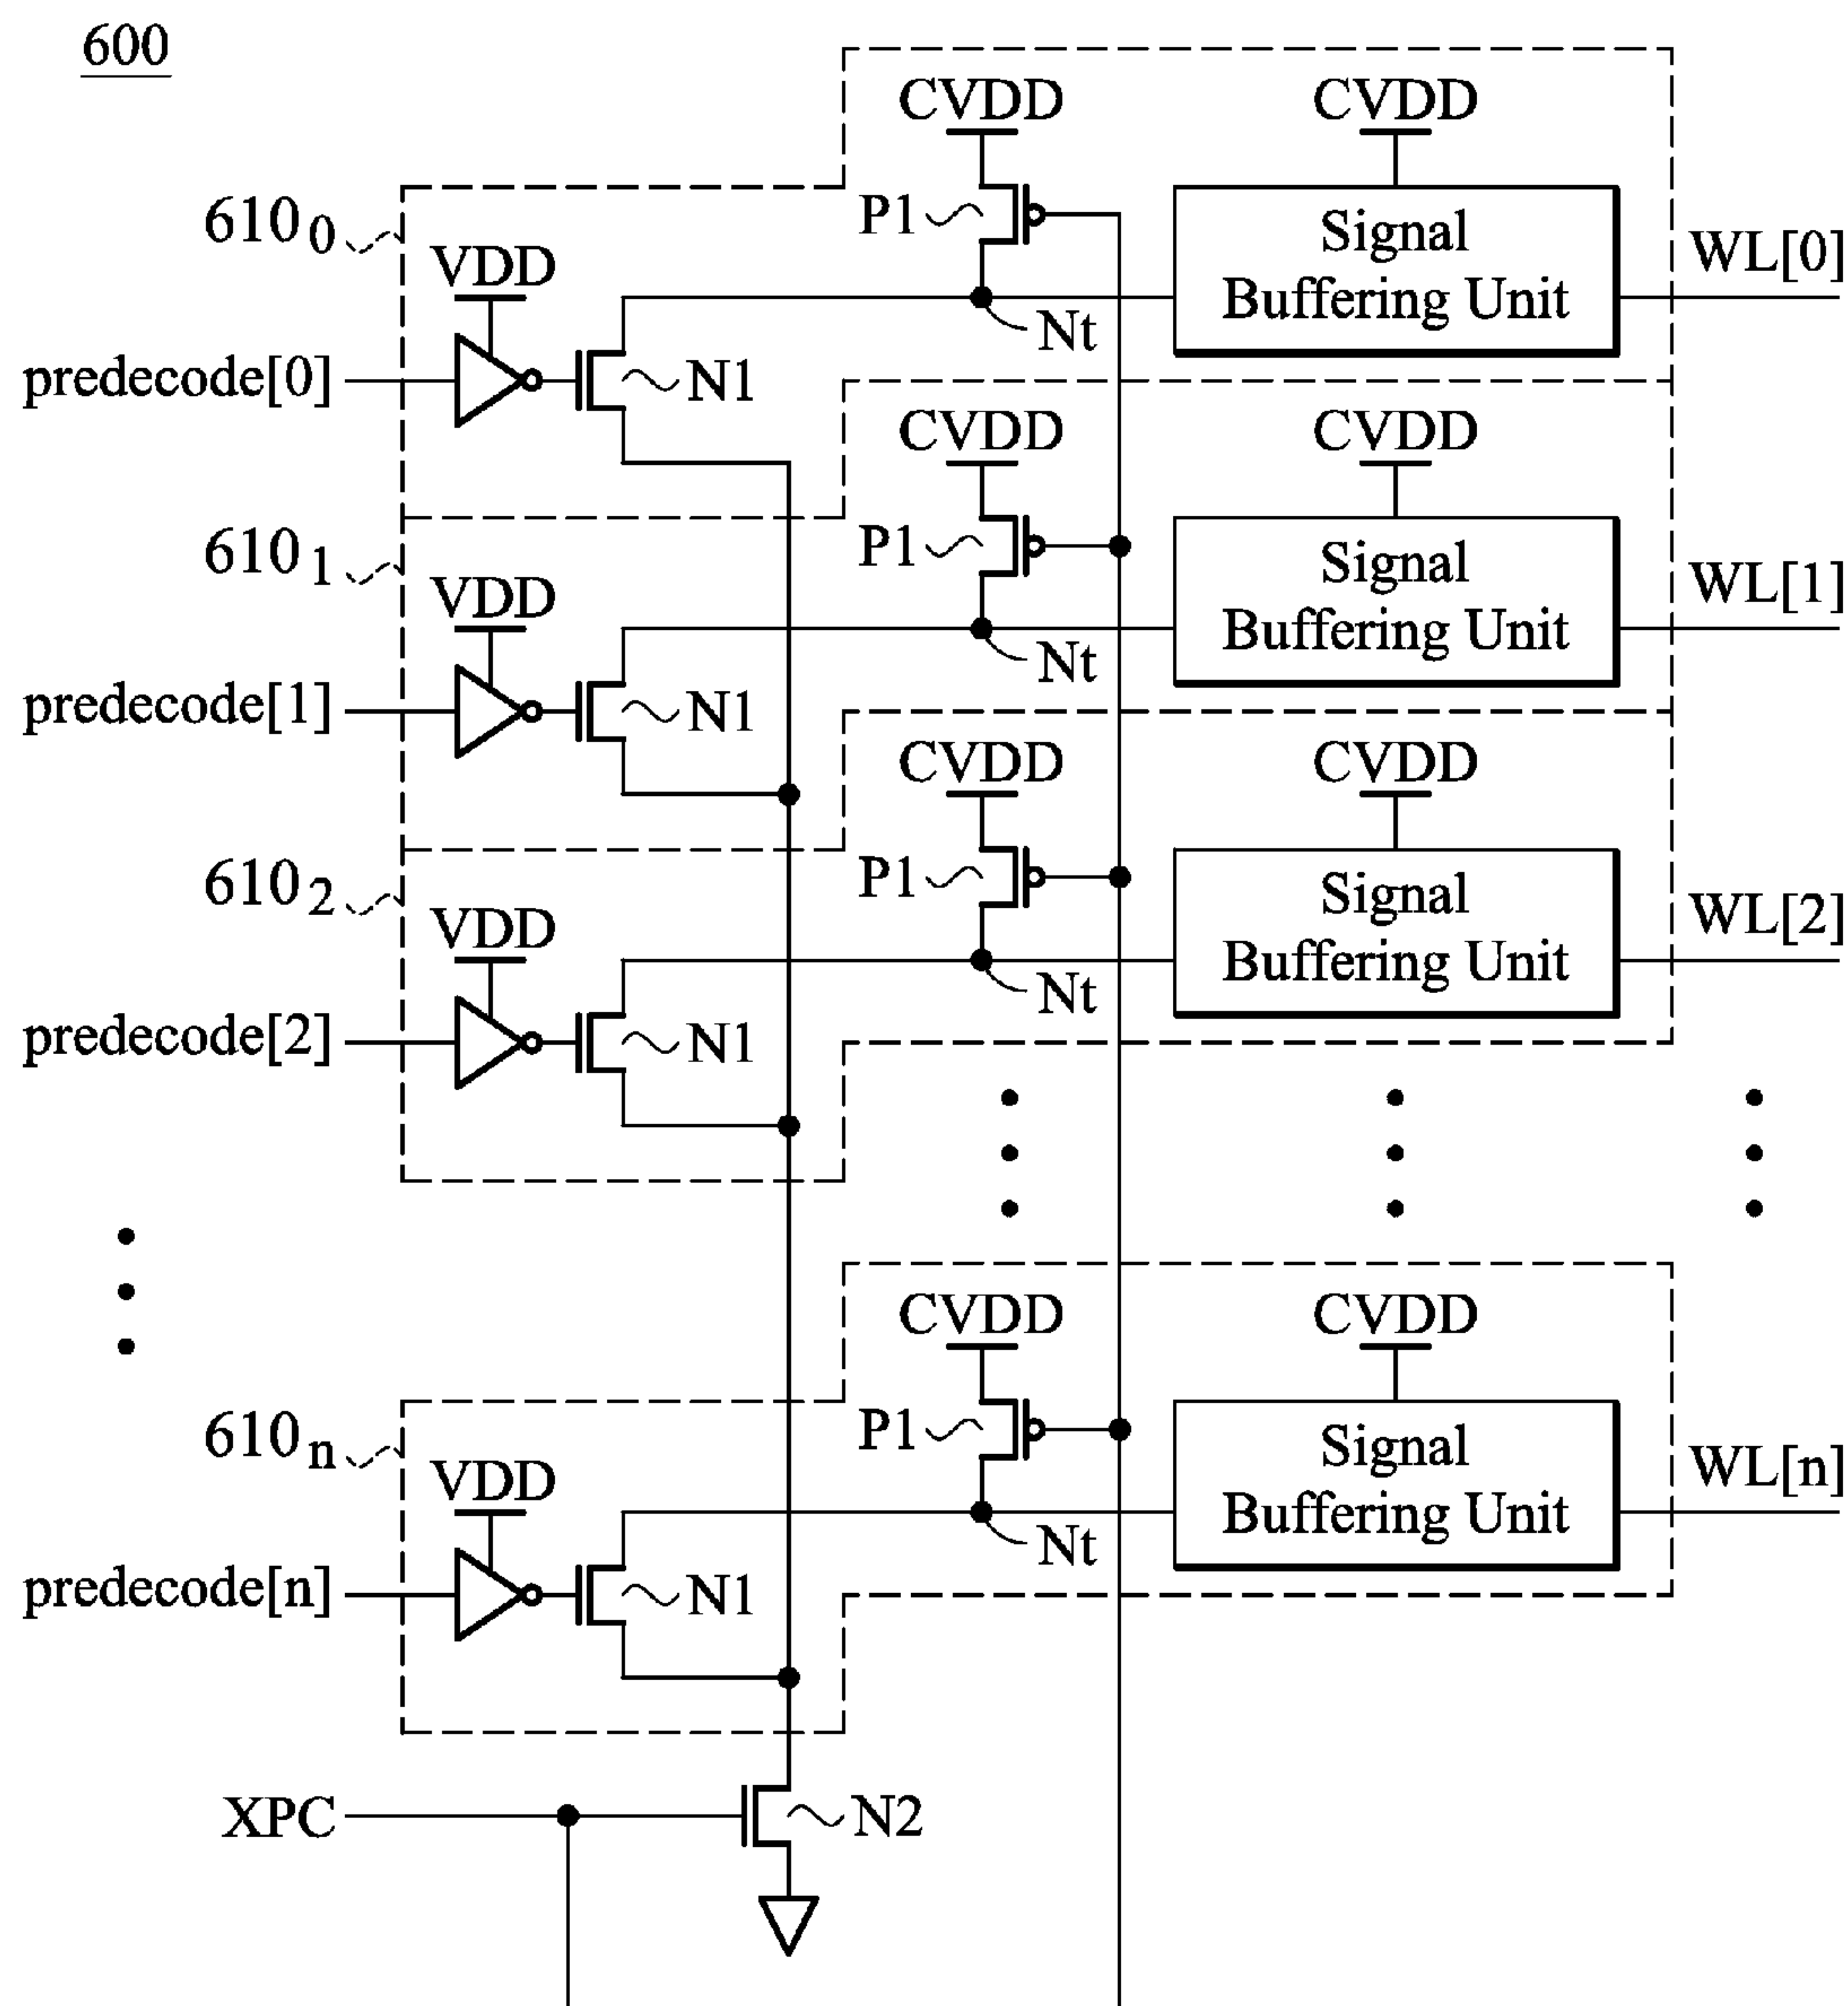 600
CVDD CVDD
610 0 P1 Signal
Buffering Unit WL[0]
VDD
Nt
predecode[0] N1
CVDD CVDD
610 1 P1 Signal
Buffering Unit WL[1]
VDD
Nt
predecode[1] N1
CVDD CVDD
610 2 P1 Signal
Buffering Unit WL[2]
VDD
Nt
predecode[2] N1
CVDD CVDD
610 n P1 Signal
Buffering Unit WL[n]
VDD
Nt
predecode[n] N1
XPC N2